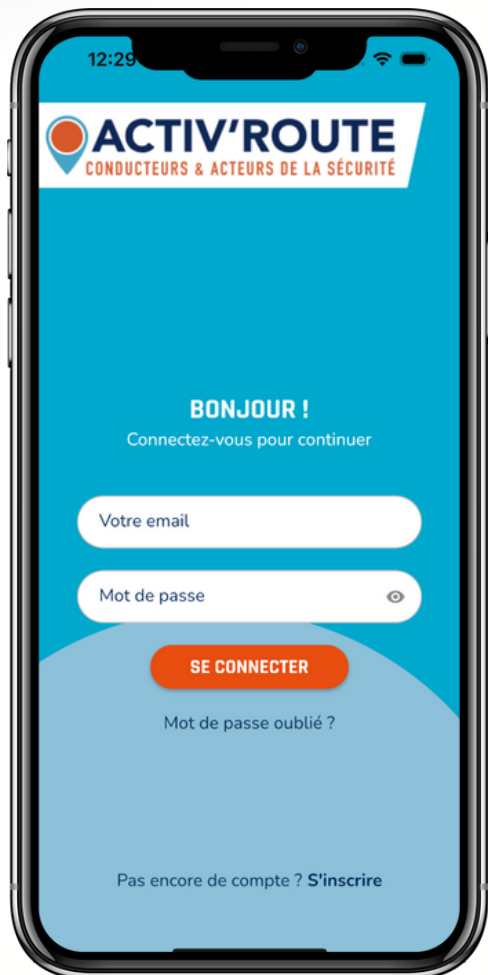 12:29
ACTIV'ROUTE
CONDUCTEURS & ACTEURS DE LA SÉCURITÉ
BONJOUR !
Connectez-vous pour continuer
Votre email
Mot de passe
SE CONNECTER
Mot de passe oublié ?
Pas encore de compte ? S'inscrire